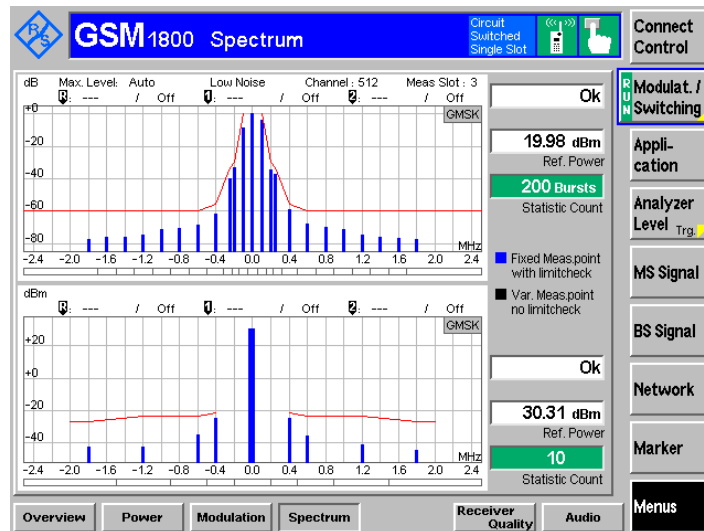 R&S
GSM 1800 Spectrum
Circuit Switched Single Slot
Connect Control
RUN
Modulat. / Switching
Appli- cation
Analyzer Level Trg.
MS Signal
BS Signal
Network
Marker
Menus
dB Max. Level: Auto Low Noise Channel : 512 Meas Slot : 3
R: --- / Off 1: --- / Off 2: --- / Off
GMSK
+0
-20
-40
-60
-80
MHz
-2.4 -2.0 -1.6 -1.2 -0.8 -0.4 0.0 0.4 0.8 1.2 1.6 2.0 2.4
Ok
19.98 dBm
Ref. Power
200 Bursts
Statistic Count
Fixed Meas.point
with limitcheck
Var. Meas.point
no limitcheck
dBm
R: --- / Off 1: --- / Off 2: --- / Off
GMSK
+20
+0
-20
-40
MHz
-2.4 -2.0 -1.6 -1.2 -0.8 -0.4 0.0 0.4 0.8 1.2 1.6 2.0 2.4
Ok
30.31 dBm
Ref. Power
10
Statistic Count
Overview Power Modulation Spectrum Receiver Quality Audio